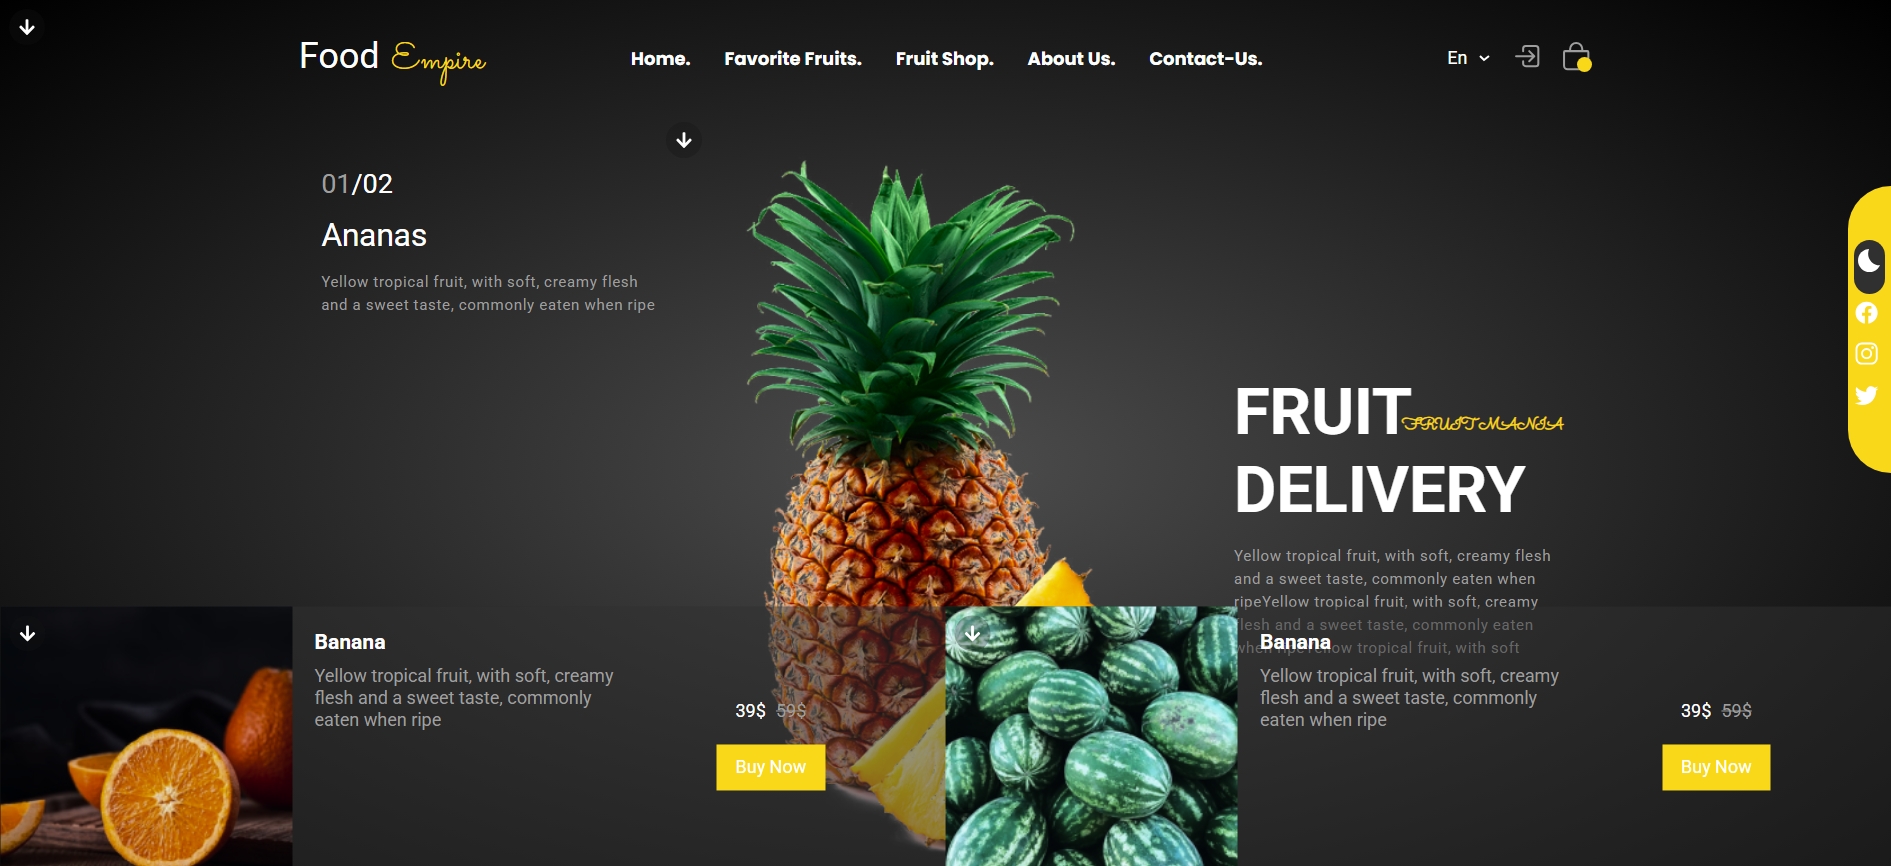 Food Empire
Home. Favorite Fruits. Fruit Shop. About Us. Contact-Us.
En
01/02
Ananas
Yellow tropical fruit, with soft, creamy flesh
and a sweet taste, commonly eaten when ripe
FRUIT
FRUITMANIA
DELIVERY
Yellow tropical fruit, with soft, creamy flesh
and a sweet taste, commonly eaten when
ripeYellow tropical fruit, with soft, creamy
flesh and a sweet taste, commonly eaten
when ripeYellow tropical fruit, with soft
Banana
Yellow tropical fruit, with soft, creamy
flesh and a sweet taste, commonly
eaten when ripe
39$ 59$
Buy Now
Banana
Yellow tropical fruit, with soft, creamy
flesh and a sweet taste, commonly
eaten when ripe
39$ 59$
Buy Now